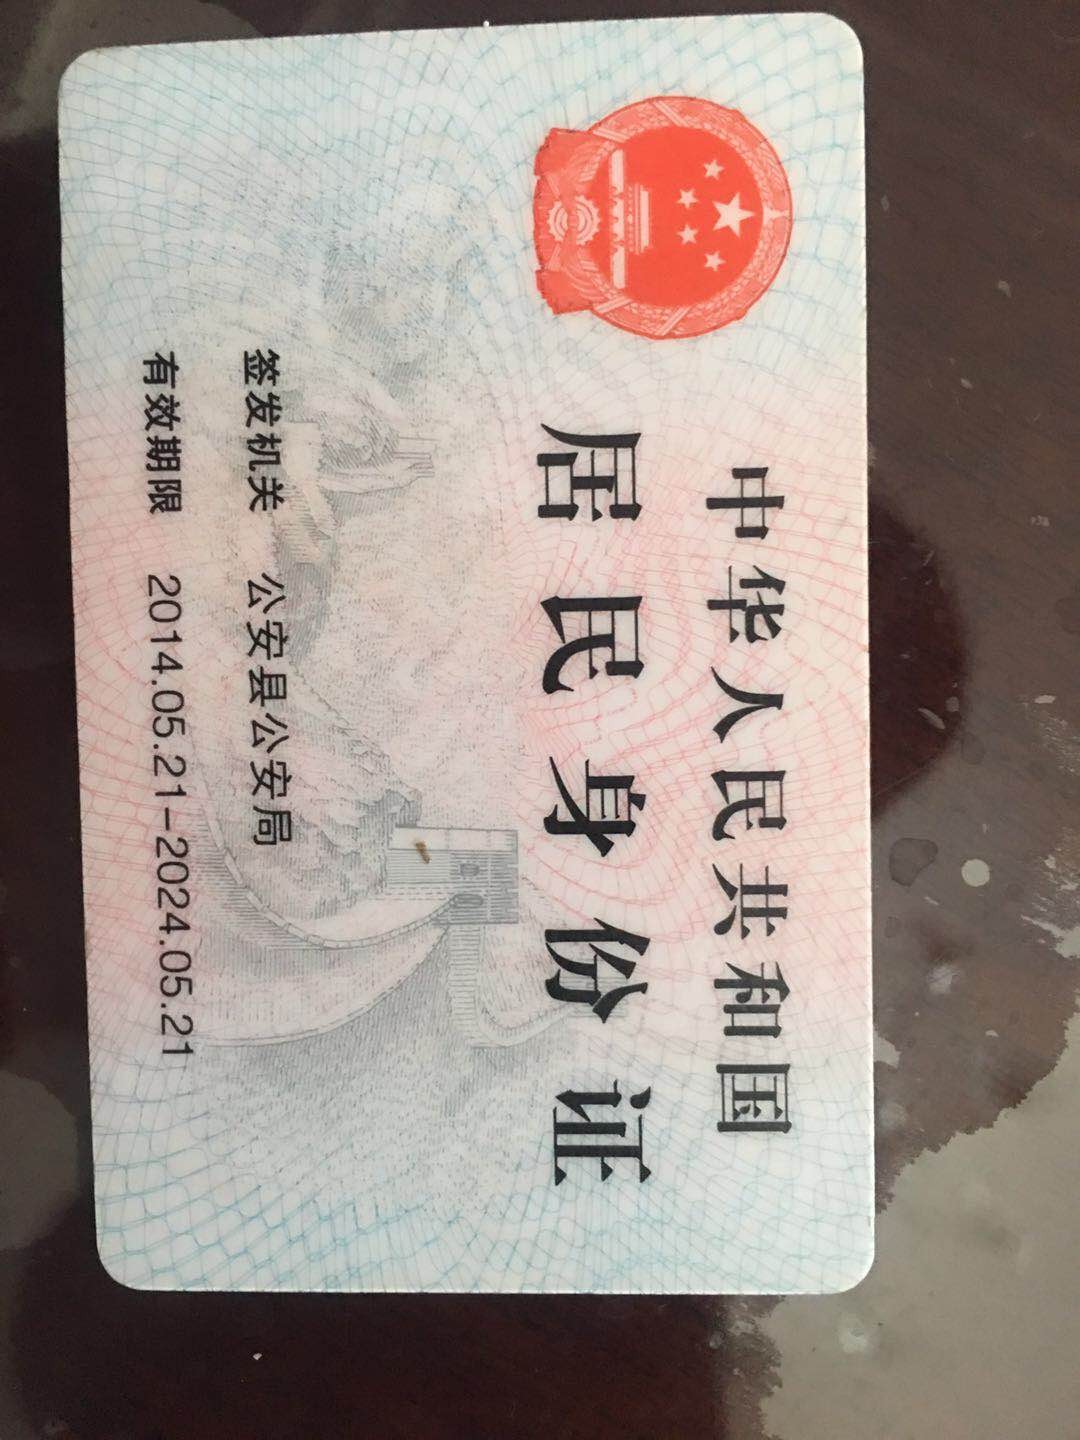 中华人民共和国
居民身份证
签发机关 公安县公安局
有效期限 2014.05.21-2024.05.21